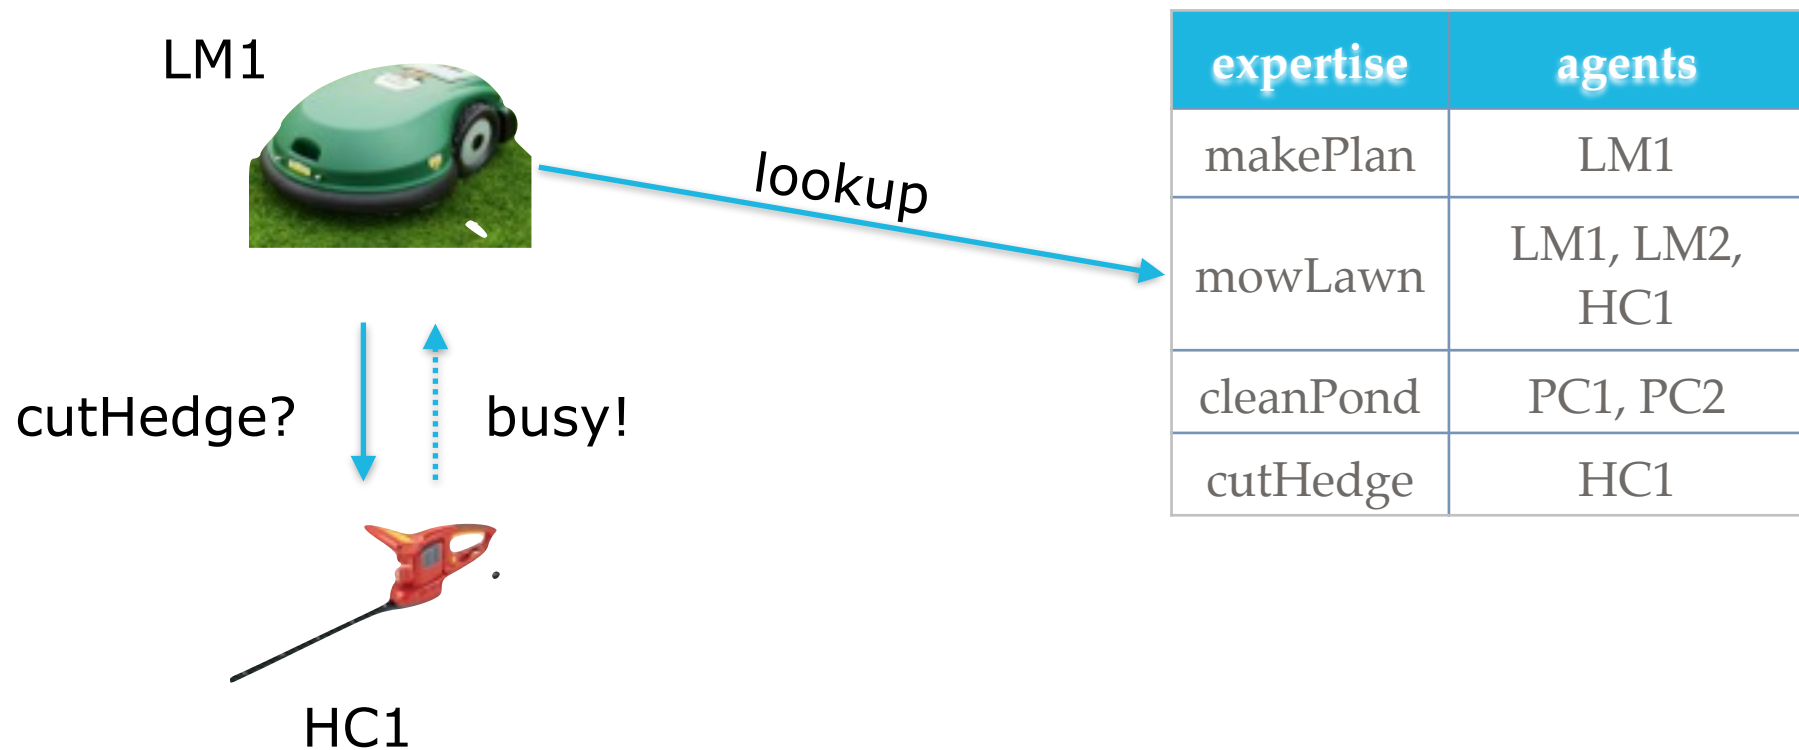 LM1
lookup
cutHedge?
busy!
HC1
expertise agents
makePlan LM1
mowLawn LM1, LM2,
HC1
cleanPond PC1, PC2
cutHedge HC1